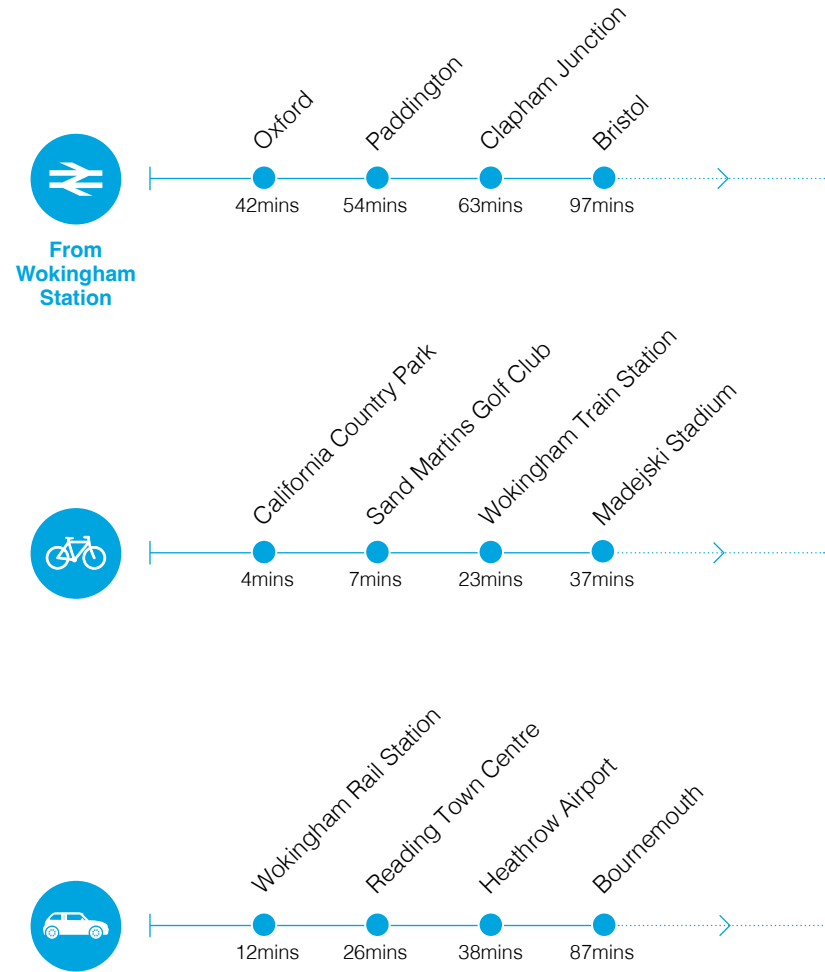 Oxford
Paddington
Clapham Junction
Bristol
42mins
54mins
63mins
97mins
From
Wokingham
Station
California Country Park
Sand Martins Golf Club
Wokingham Train Station
Madejski Stadium
4mins
7mins
23mins
37mins
Wokingham Rail Station
Reading Town Centre
Heathrow Airport
Bournemouth
12mins
26mins
38mins
87mins